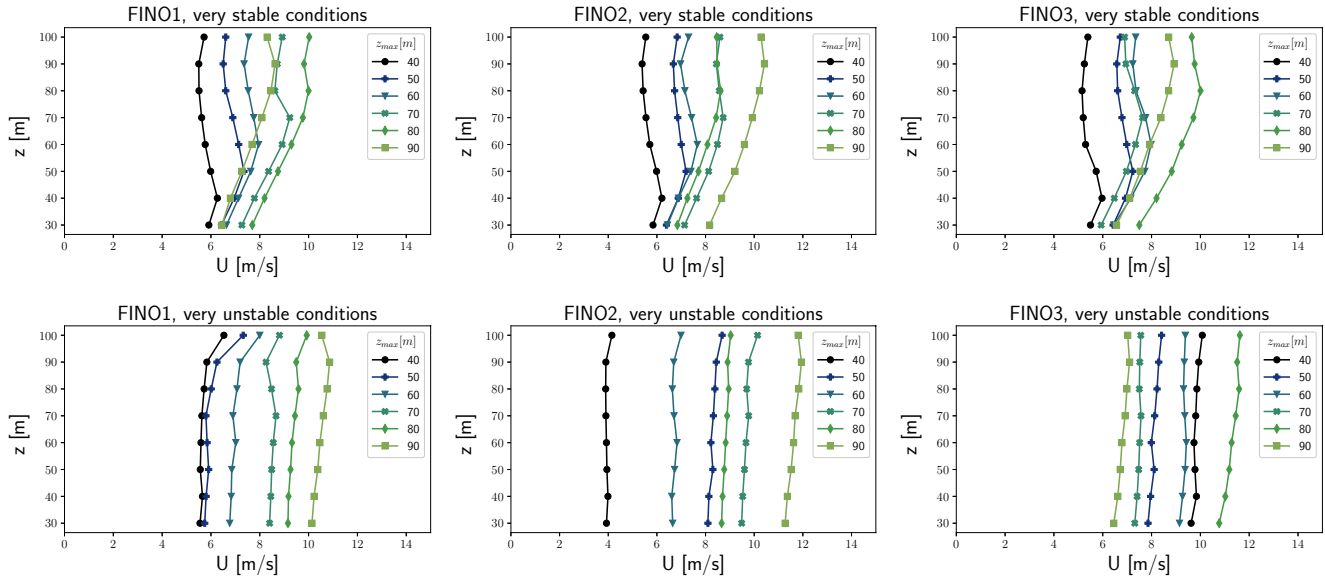 FINO1, very stable conditions
100
90
80
70
60
50
40
30
z [m]
0 2 4 6 8 10 12 14
U [m/s]
z_max[m]
40
50
60
70
80
90
FINO2, very stable conditions
100
90
80
70
60
50
40
30
z [m]
0 2 4 6 8 10 12 14
U [m/s]
z_max[m]
40
50
60
70
80
90
FINO3, very stable conditions
100
90
80
70
60
50
40
30
z [m]
0 2 4 6 8 10 12 14
U [m/s]
z_max[m]
40
50
60
70
80
90
FINO1, very unstable conditions
100
90
80
70
60
50
40
30
z [m]
0 2 4 6 8 10 12 14
U [m/s]
z_max[m]
40
50
60
70
80
90
FINO2, very unstable conditions
100
90
80
70
60
50
40
30
z [m]
0 2 4 6 8 10 12 14
U [m/s]
z_max[m]
40
50
60
70
80
90
FINO3, very unstable conditions
100
90
80
70
60
50
40
30
z [m]
0 2 4 6 8 10 12 14
U [m/s]
z_max[m]
40
50
60
70
80
90